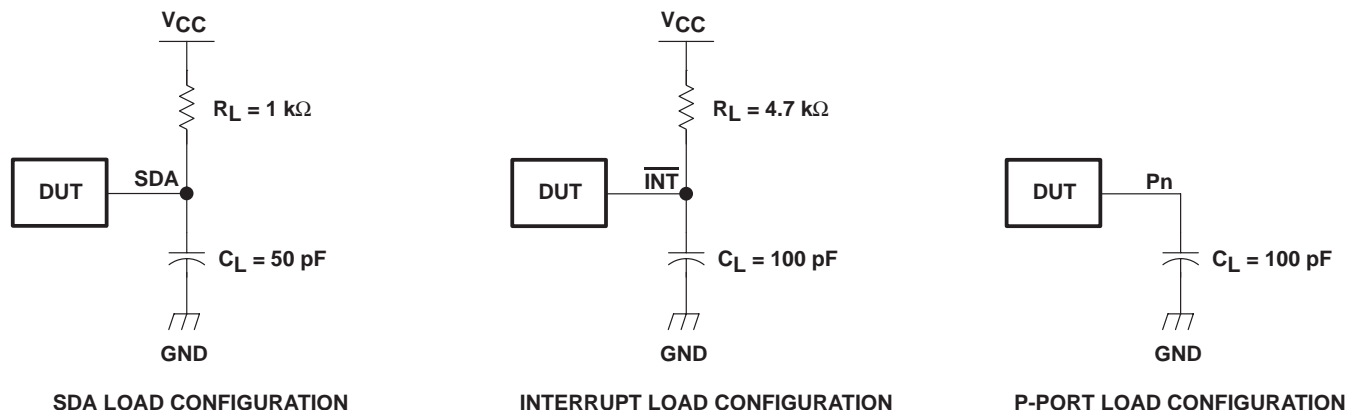 VCC
RL = 1 kΩ
DUT
SDA
CL = 50 pF
GND
SDA LOAD CONFIGURATION
VCC
RL = 4.7 kΩ
DUT
I̅N̅T̅
CL = 100 pF
GND
INTERRUPT LOAD CONFIGURATION
DUT
Pn
CL = 100 pF
GND
P-PORT LOAD CONFIGURATION